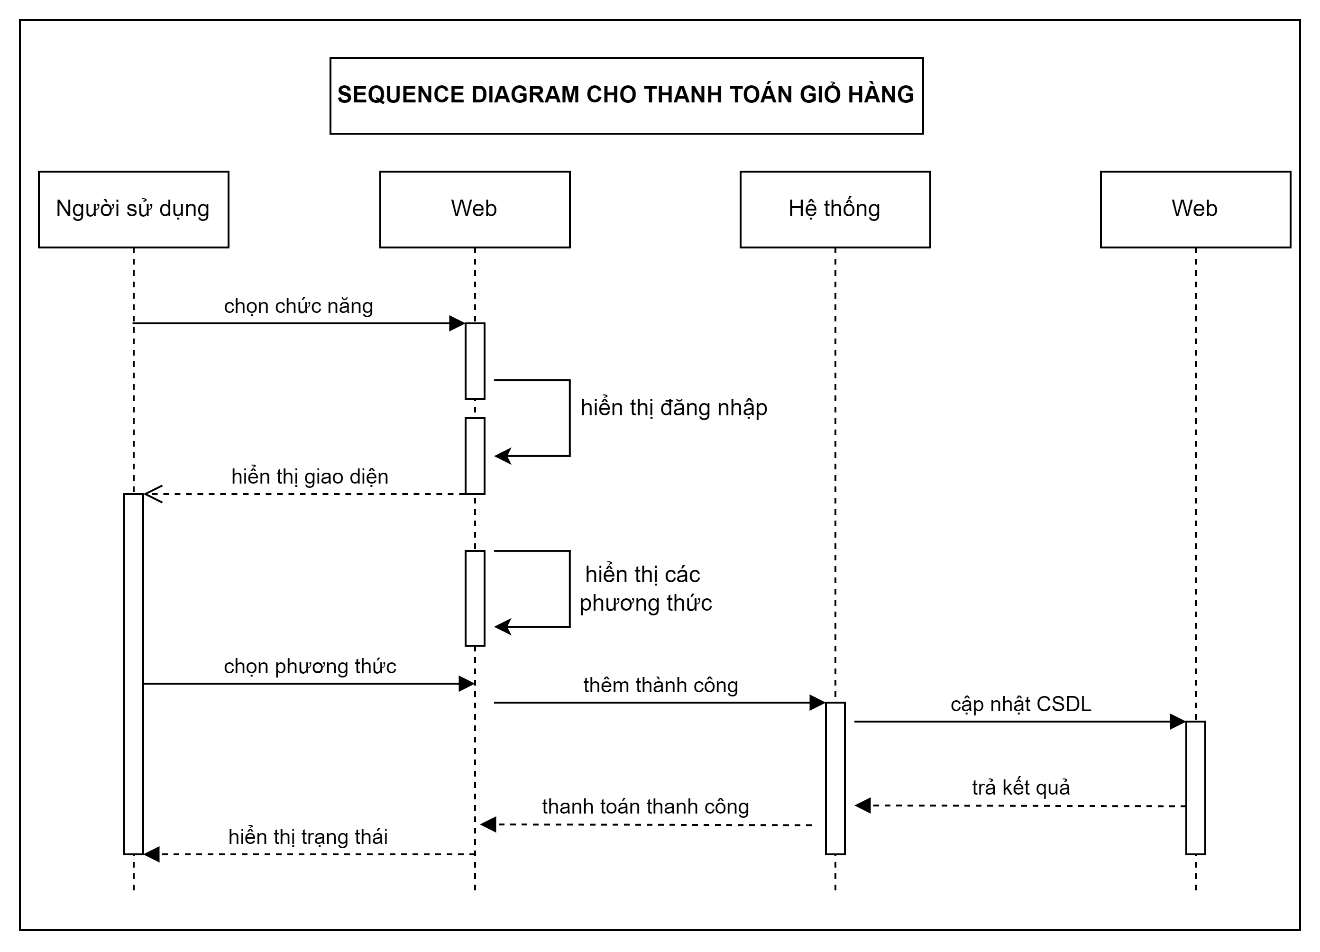 SEQUENCE DIAGRAM CHO THANH TOÁN GIỎ HÀNG
Người sử dụng
Web
Hệ thống
Web
chọn chức năng
hiển thị đăng nhập
hiển thị giao diện
hiển thị các
phương thức
chọn phương thức
thêm thành công
cập nhật CSDL
trả kết quả
thanh toán thanh công
hiển thị trạng thái